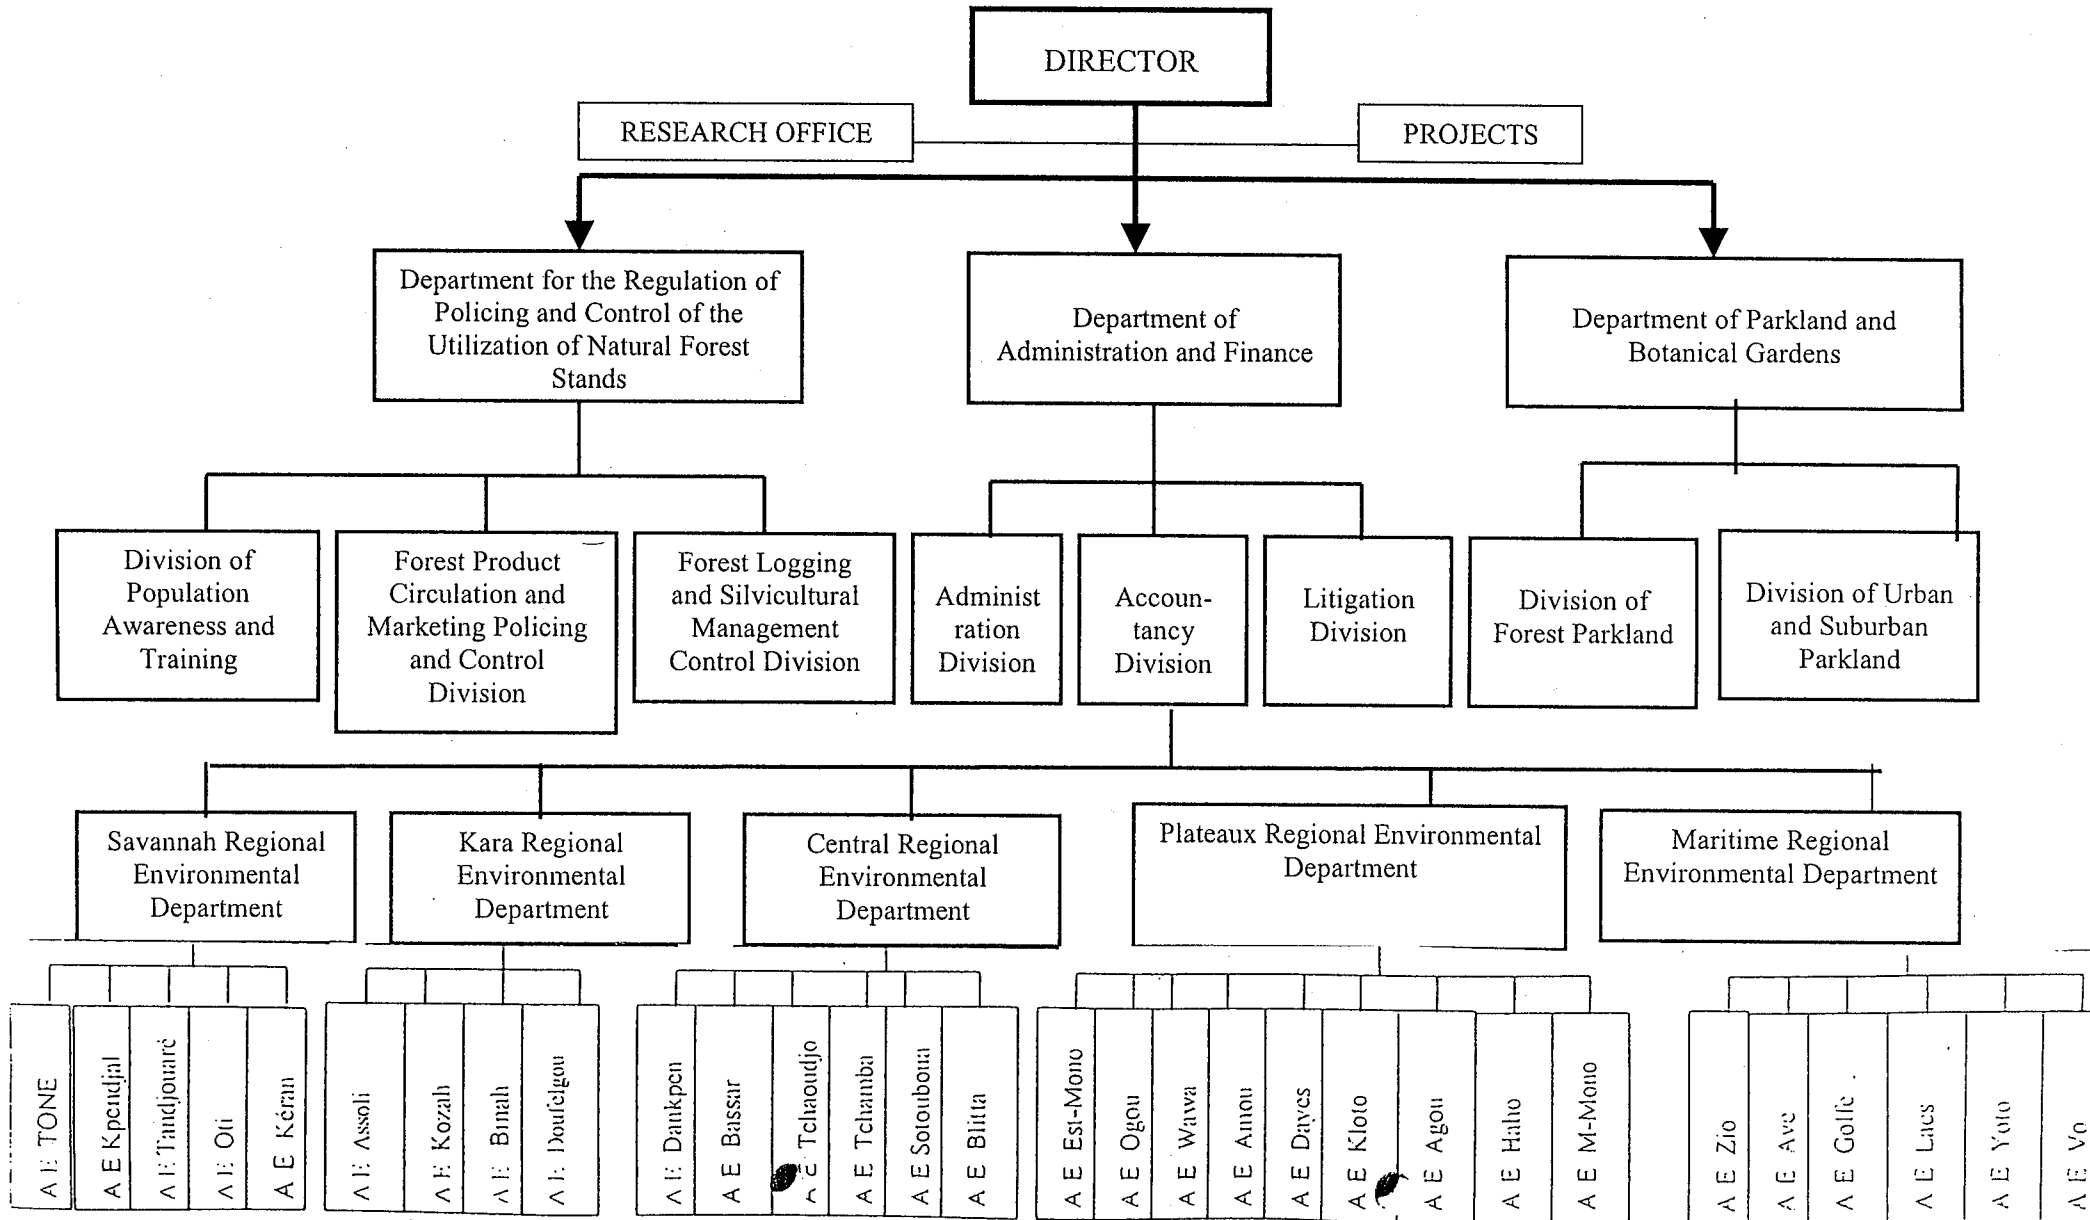 DIRECTOR
RESEARCH OFFICE
PROJECTS
Department for the Regulation of
Policing and Control of the
Utilization of Natural Forest
Stands
Department of
Administration and Finance
Department of Parkland and
Botanical Gardens
Division of
Population
Awareness and
Training
Forest Product
Circulation and
Marketing Policing
and Control
Division
Forest Logging
and Silvicultural
Management
Control Division
Administ
ration
Division
Accoun-
tancy
Division
Litigation
Division
Division of
Forest Parkland
Division of Urban
and Suburban
Parkland
Savannah Regional
Environmental
Department
Kara Regional
Environmental
Department
Central Regional
Environmental
Department
Plateaux Regional Environmental
Department
Maritime Regional
Environmental Department
A E TONE
A E Kpendjal
A E Tandjouaré
A E Oti
A E Kéran
A E Assoli
A E Kozah
A E Binah
A E Doufelgou
A E Dankpen
A E Bassar
A E Tchaoudjo
A E Tchamba
A E Sotouboua
A E Blitta
A E Est-Mono
A E Ogou
A E Wawa
A E Amou
A E Dayes
A E Kloto
A E Agou
A E Haho
A E M-Mono
A E Zio
A E Ave
A E Golfe
A E Lacs
A E Yoto
A E Vo